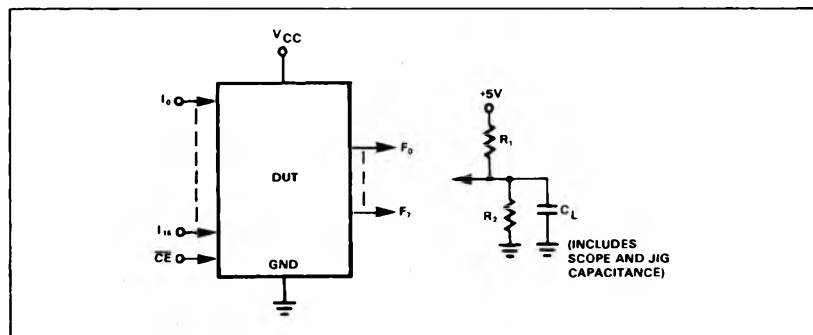 VCC
I0
DUT
F0
F7
I15
CE
GND
+5V
R1
R2
CL
(INCLUDES
SCOPE AND JIG
CAPACITANCE)